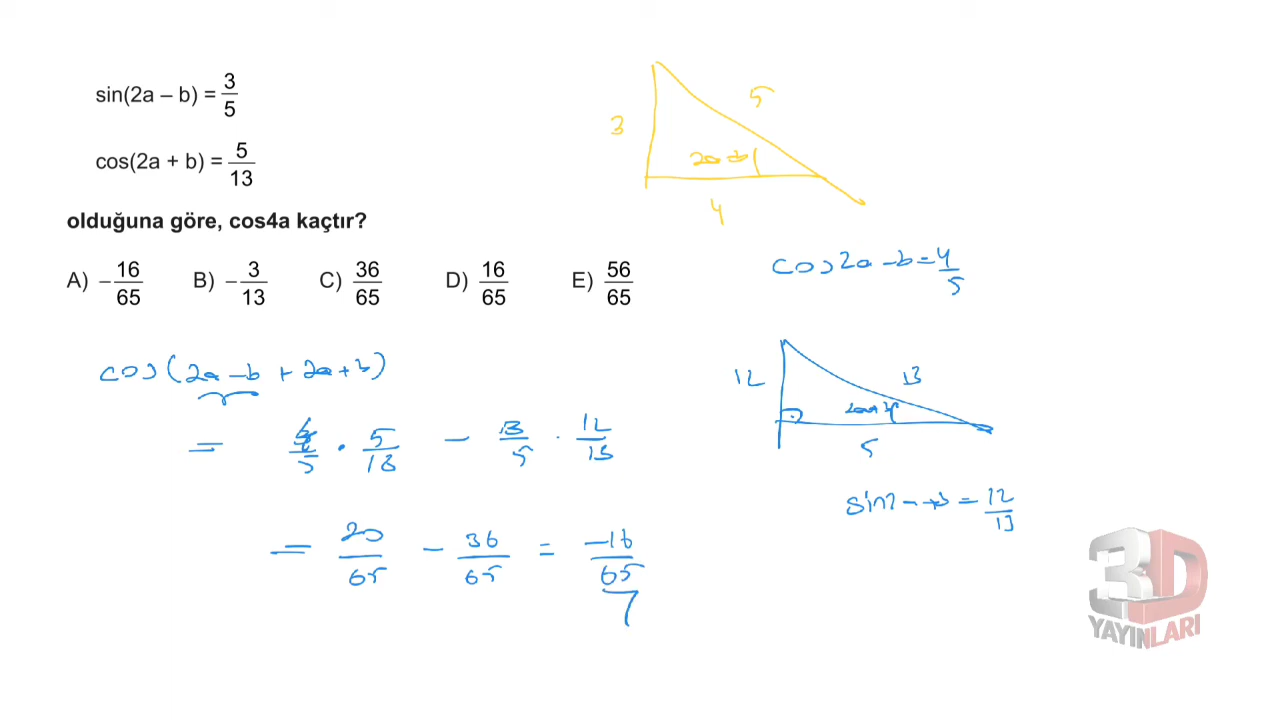 sin(2a – b) = 3/5
cos(2a + b) = 5/13
olduğuna göre, cos4a kaçtır?
A) –16/65 B) –3/13 C) 36/65 D) 16/65 E) 56/65
3
5
2a-b
4
cos2a-b=4/5
cos(2a-b + 2a+b)
= 4/5 · 5/13 – 3/5 · 12/13
= 20/65 – 36/65 = -16/65
12
13
2a+b
5
= 12/13
3D
YAYINLARI